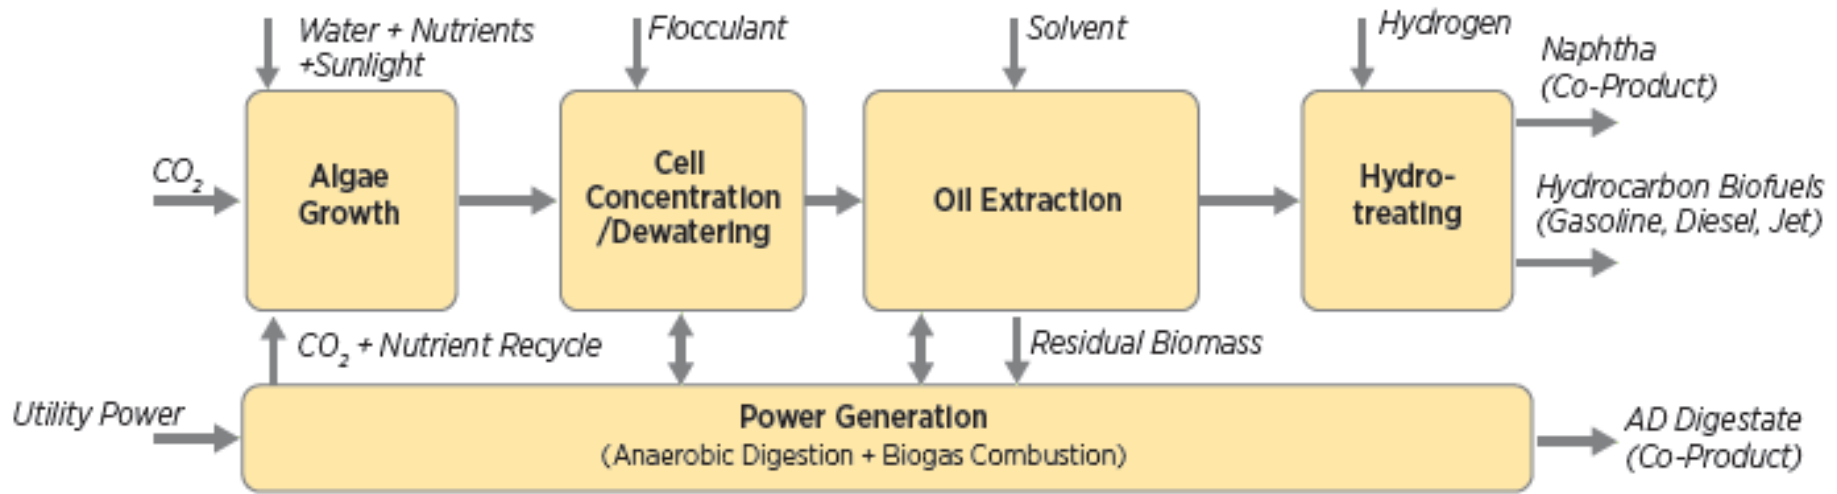 Water + Nutrients
+Sunlight
Flocculant
Solvent
Hydrogen
Naphtha
(Co-Product)
CO₂
Algae
Growth
Cell
Concentration
/Dewatering
Oil Extraction
Hydro-
treating
Hydrocarbon Biofuels
(Gasoline, Diesel, Jet)
CO₂ + Nutrient Recycle
Residual Biomass
Utility Power
Power Generation
(Anaerobic Digestion + Biogas Combustion)
AD Digestate
(Co-Product)